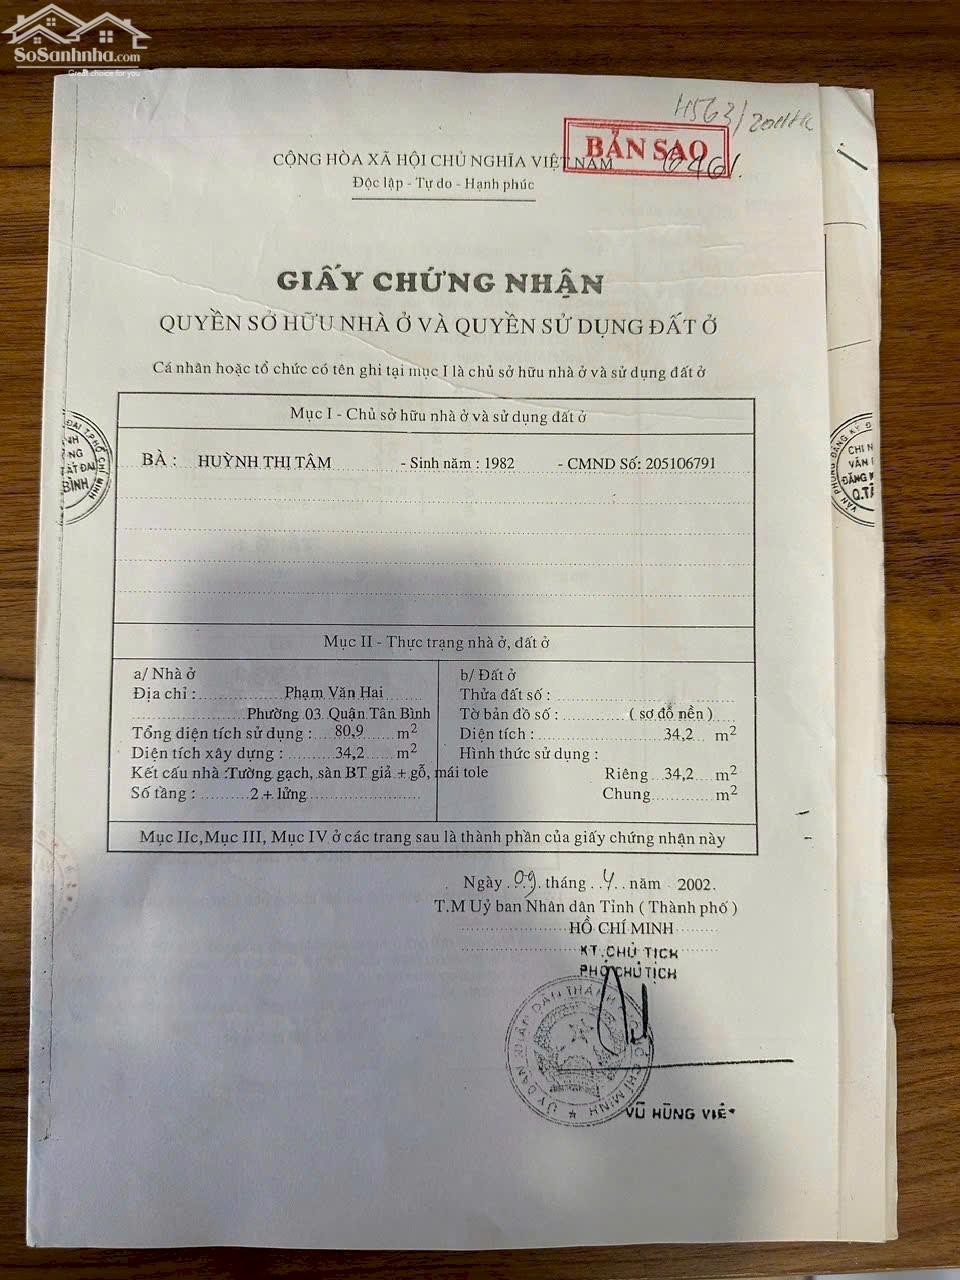 SoSanhnha.com
Great choice for you
BẢN SAO
CỘNG HÒA XÃ HỘI CHỦ NGHĨA VIỆT NAM
Độc lập - Tự do - Hạnh phúc
GIẤY CHỨNG NHẬN
QUYỀN SỞ HỮU NHÀ Ở VÀ QUYỀN SỬ DỤNG ĐẤT Ở
Cá nhân hoặc tổ chức có tên ghi tại mục I là chủ sở hữu nhà ở và sử dụng đất ở
Mục I - Chủ sở hữu nhà ở và sử dụng đất ở
BÀ : HUỲNH THỊ TÂM - Sinh năm : 1982 - CMND Số: 205106791
Mục II - Thực trạng nhà ở, đất ở
a/ Nhà ở
Địa chỉ : Phạm Văn Hai
Phường 03 Quận Tân Bình
Tổng diện tích sử dụng : 80,9 m2
Diện tích xây dựng : 34,2 m2
Kết cấu nhà :Tường gạch, sàn BT giả + gỗ, mái tole
Số tầng : 2 + lửng
b/ Đất ở
Thửa đất số :
Tờ bản đồ số : ( sơ đồ nền )
Diện tích : 34,2 m2
Hình thức sử dụng :
Riêng 34,2 m2
Chung m2
Mục IIc, Mục III, Mục IV ở các trang sau là thành phần của giấy chứng nhận này
Ngày 09 tháng 4 năm 2002.
T.M Uỷ ban Nhân dân Tỉnh ( Thành phố )
HỒ CHÍ MINH
KT. CHỦ TỊCH
PHÓ CHỦ TỊCH
VŨ HÙNG VIỆT